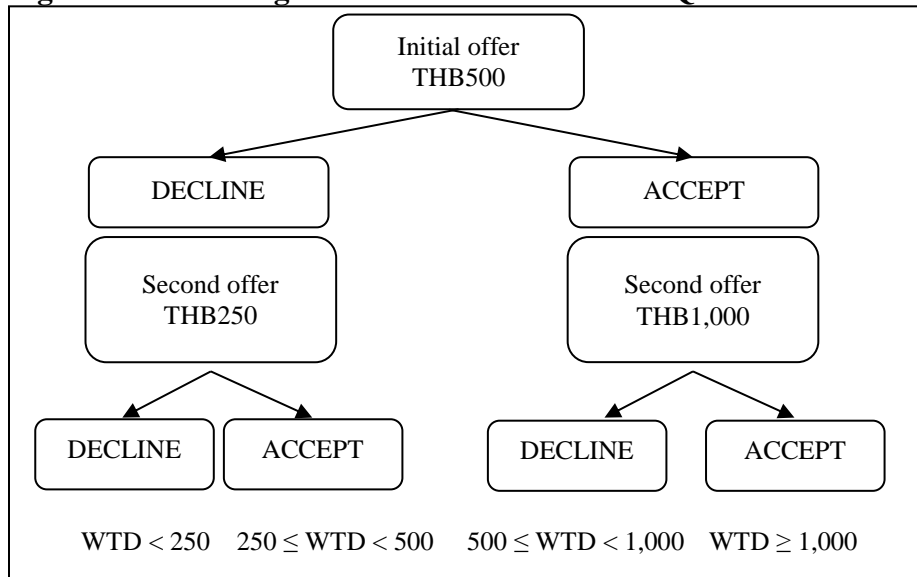 Initial offer
THB500
DECLINE
ACCEPT
Second offer
THB250
Second offer
THB1,000
DECLINE
ACCEPT
DECLINE
ACCEPT
WTD < 250
250 ≤ WTD < 500
500 ≤ WTD < 1,000
WTD ≥ 1,000